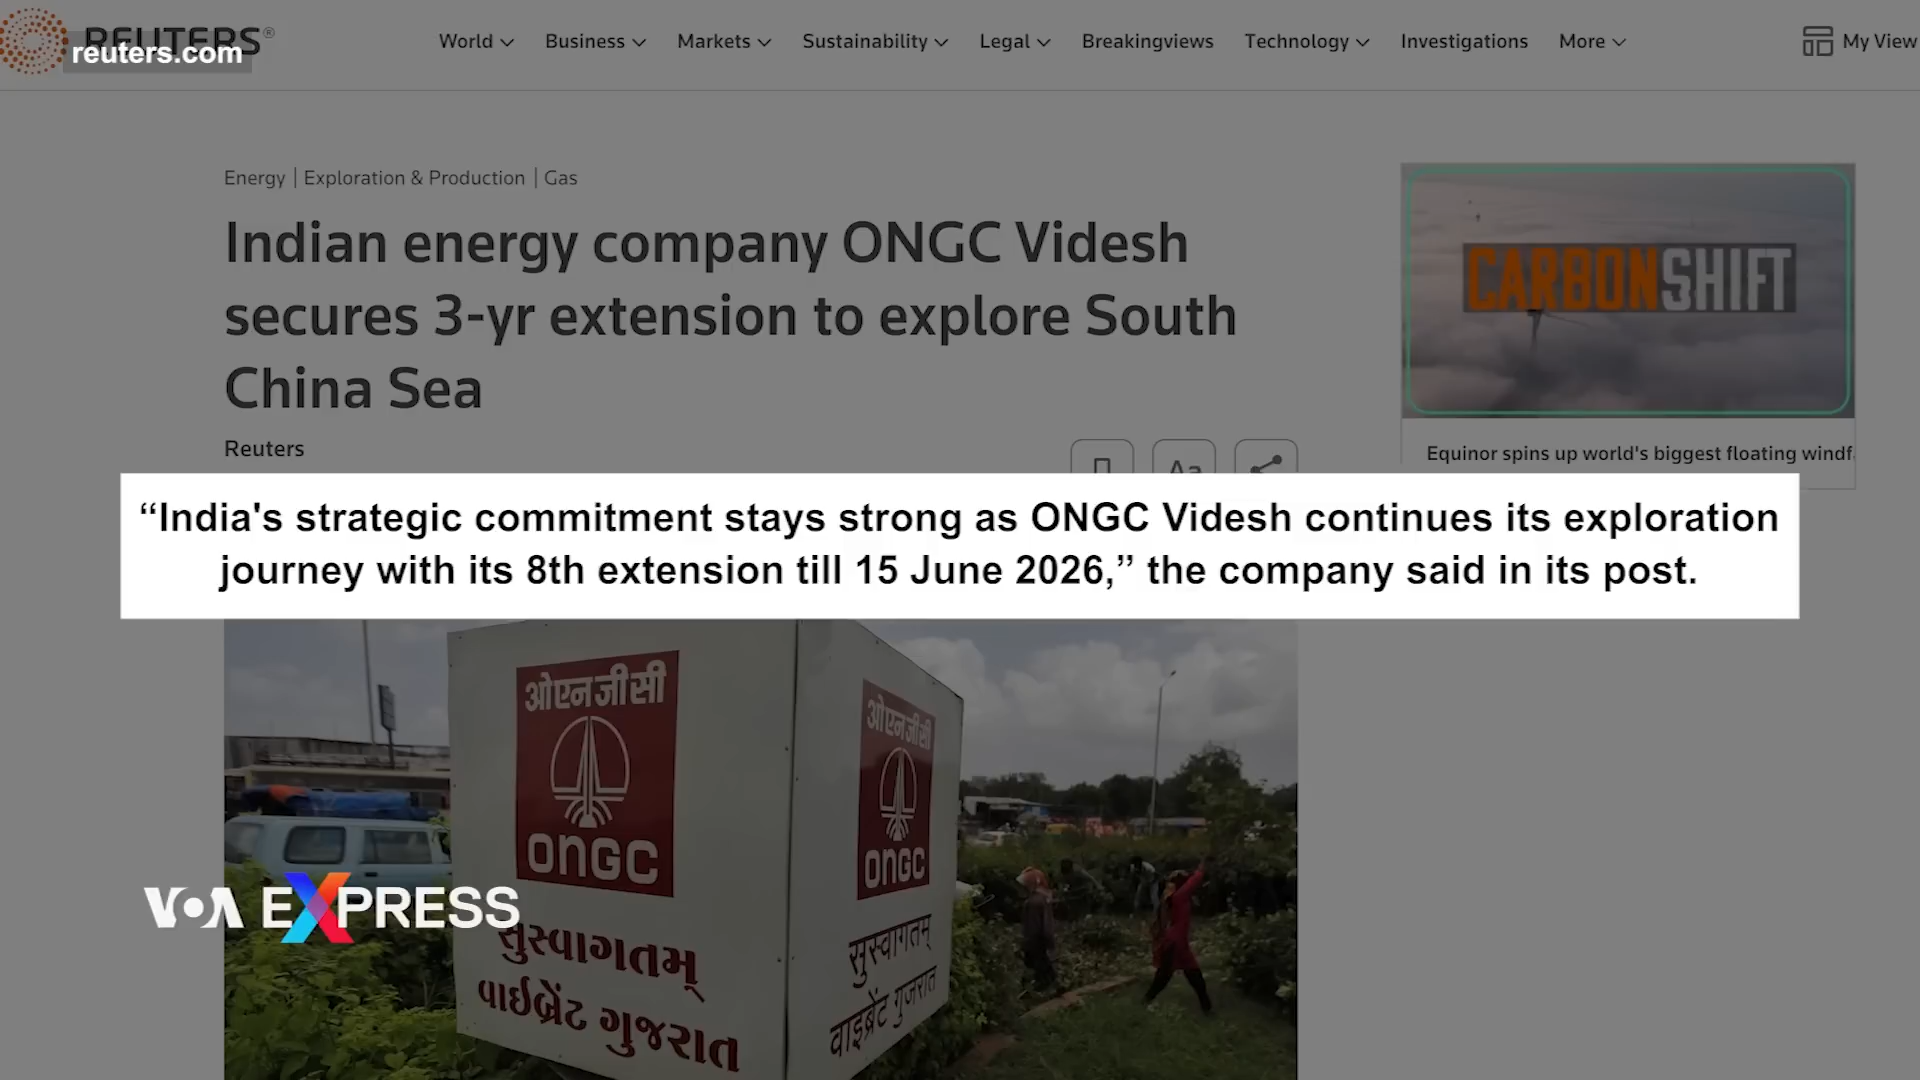 REUTERS®
reuters.com
World Business Markets Sustainability Legal Breakingviews Technology Investigations More My View
Energy | Exploration & Production | Gas
Indian energy company ONGC Videsh
secures 3-yr extension to explore South
China Sea
Reuters
Aa
CARBONSHIFT
Equinor spins up world's biggest floating windf
“India's strategic commitment stays strong as ONGC Videsh continues its exploration
journey with its 8th extension till 15 June 2026,” the company said in its post.
ओएनजीसी
ONGC
સુસ્વાગતમ્
વાઈબ્રેંટ ગુજરાત
ओएनजीसी
ONGC
सुस्वागतम्
वाइब्रेंट गुजरात
VOA EXPRESS